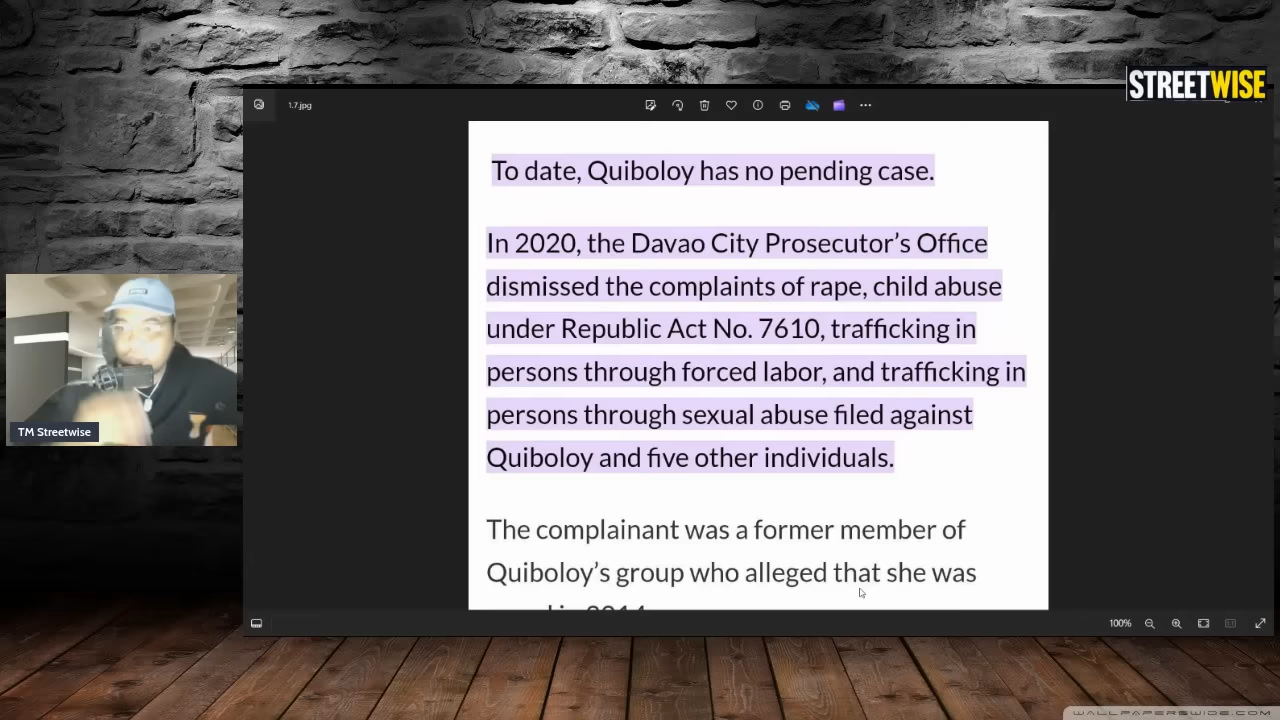 STREETWISE
1.7.jpg
To date, Quiboloy has no pending case.
In 2020, the Davao City Prosecutor’s Office
dismissed the complaints of rape, child abuse
under Republic Act No. 7610, trafficking in
persons through forced labor, and trafficking in
persons through sexual abuse filed against
Quiboloy and five other individuals.
The complainant was a former member of
Quiboloy’s group who alleged that she was
TM Streetwise
100%
WALLPAPERSWIDE.COM